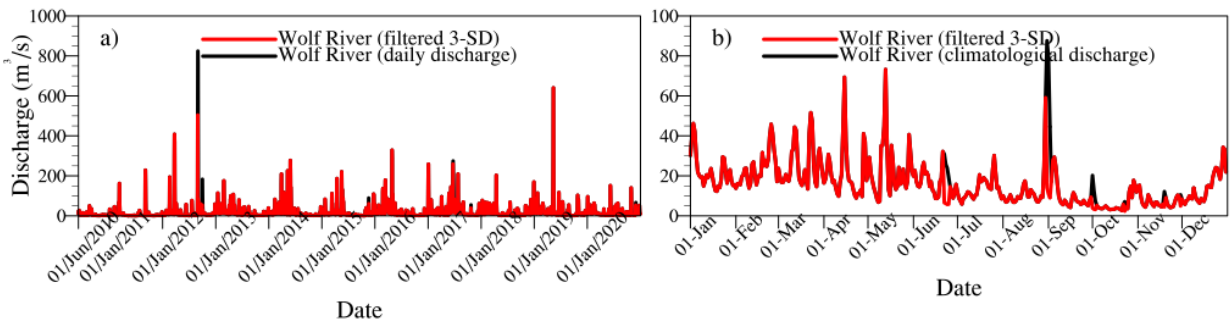 a)
Wolf River (filtered 3-SD)
Wolf River (daily discharge)
Discharge (m³/s)
1000
800
600
400
200
0
01/Jun/2010
01/Jan/2011
01/Jan/2012
01/Jan/2013
01/Jan/2014
01/Jan/2015
01/Jan/2016
01/Jan/2017
01/Jan/2018
01/Jan/2019
01/Jan/2020
Date
b)
Wolf River (filtered 3-SD)
Wolf River (climatological discharge)
100
80
60
40
20
0
01-Jan
01-Feb
01-Mar
01-Apr
01-May
01-Jun
01-Jul
01-Aug
01-Sep
01-Oct
01-Nov
01-Dec
Date